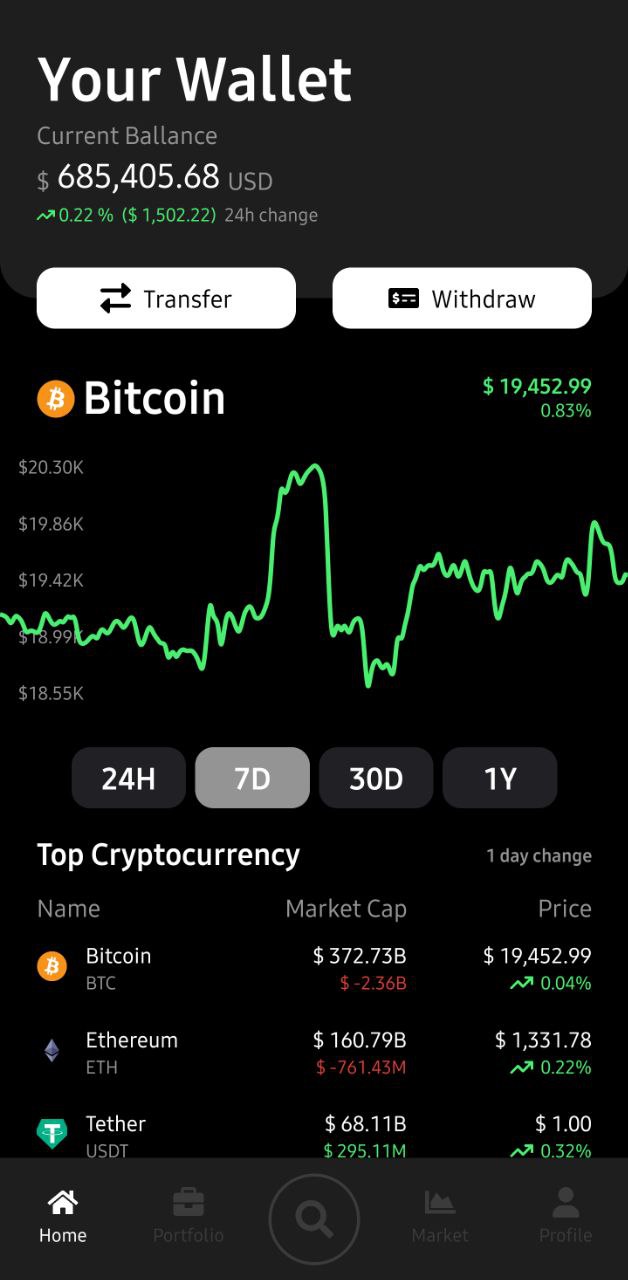 Your Wallet
Current Ballance
$ 685,405.68 USD
0.22 % ($ 1,502.22) 24h change
Transfer Withdraw
Bitcoin $ 19,452.99
0.83%
$20.30K
$19.86K
$19.42K
$18.99K
$18.55K
24H 7D 30D 1Y
Top Cryptocurrency 1 day change
Name Market Cap Price
Bitcoin $ 372.73B $ 19,452.99
BTC $ -2.36B 0.04%
Ethereum $ 160.79B $ 1,331.78
ETH $ -761.43M 0.22%
Tether $ 68.11B $ 1.00
USDT $ 295.11M 0.32%
Home Portfolio Market Profile